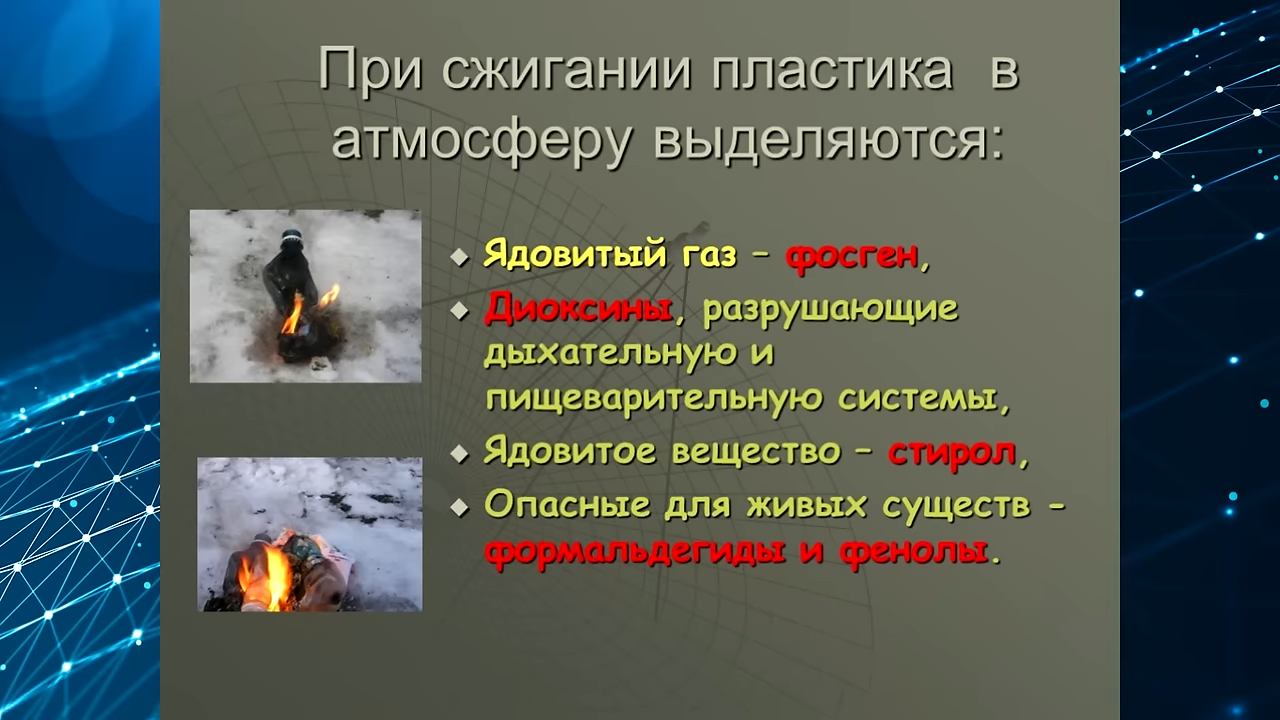 При сжигании пластика в
атмосферу выделяются:
Ядовитый газ – фосген,
Диоксины, разрушающие
дыхательную и
пищеварительную системы,
Ядовитое вещество – стирол,
Опасные для живых существ –
формальдегиды и фенолы.